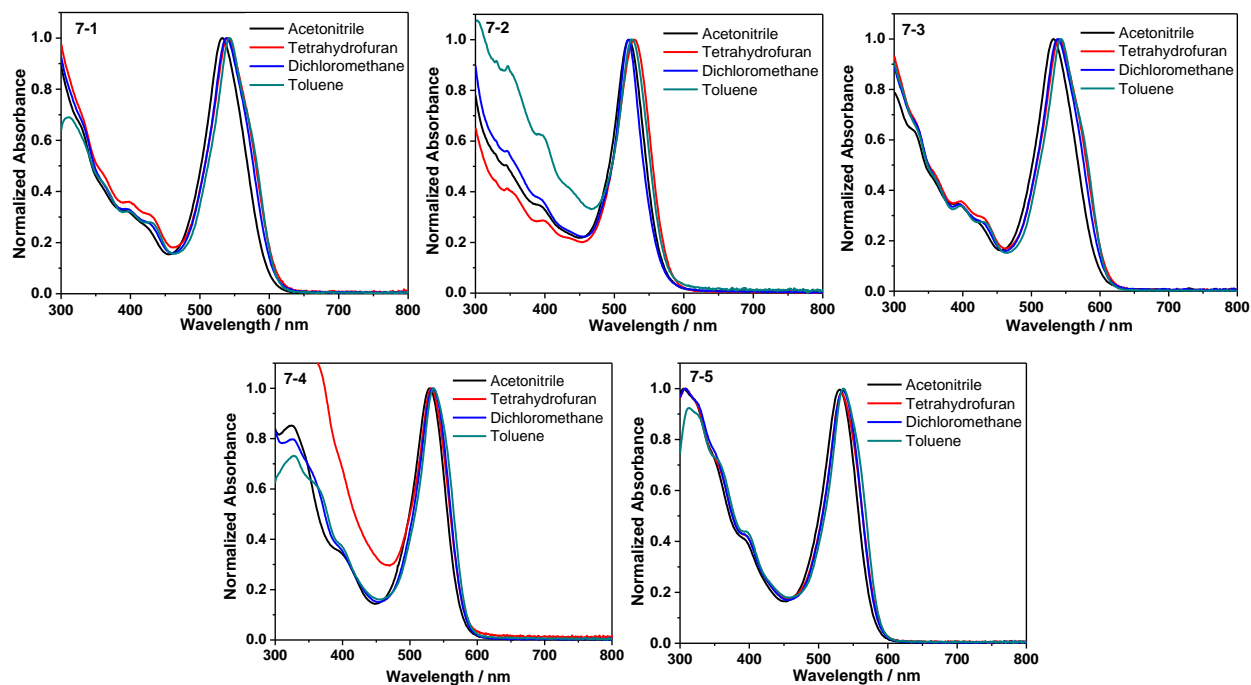 7-1
Acetonitrile
Tetrahydrofuran
Dichloromethane
Toluene
Normalized Absorbance
1.0
0.8
0.6
0.4
0.2
0.0
300 400 500 600 700 800
Wavelength / nm
7-2
Acetonitrile
Tetrahydrofuran
Dichloromethane
Toluene
Normalized Absorbance
1.0
0.8
0.6
0.4
0.2
0.0
300 400 500 600 700 800
Wavelength / nm
7-3
Acetonitrile
Tetrahydrofuran
Dichloromethane
Toluene
Normalized Absorbance
1.0
0.8
0.6
0.4
0.2
0.0
300 400 500 600 700 800
Wavelength / nm
7-4
Acetonitrile
Tetrahydrofuran
Dichloromethane
Toluene
Normalized Absorbance
1.0
0.8
0.6
0.4
0.2
0.0
300 400 500 600 700 800
Wavelength / nm
7-5
Acetonitrile
Tetrahydrofuran
Dichloromethane
Toluene
Normalized Absorbance
1.0
0.8
0.6
0.4
0.2
0.0
300 400 500 600 700 800
Wavelength / nm